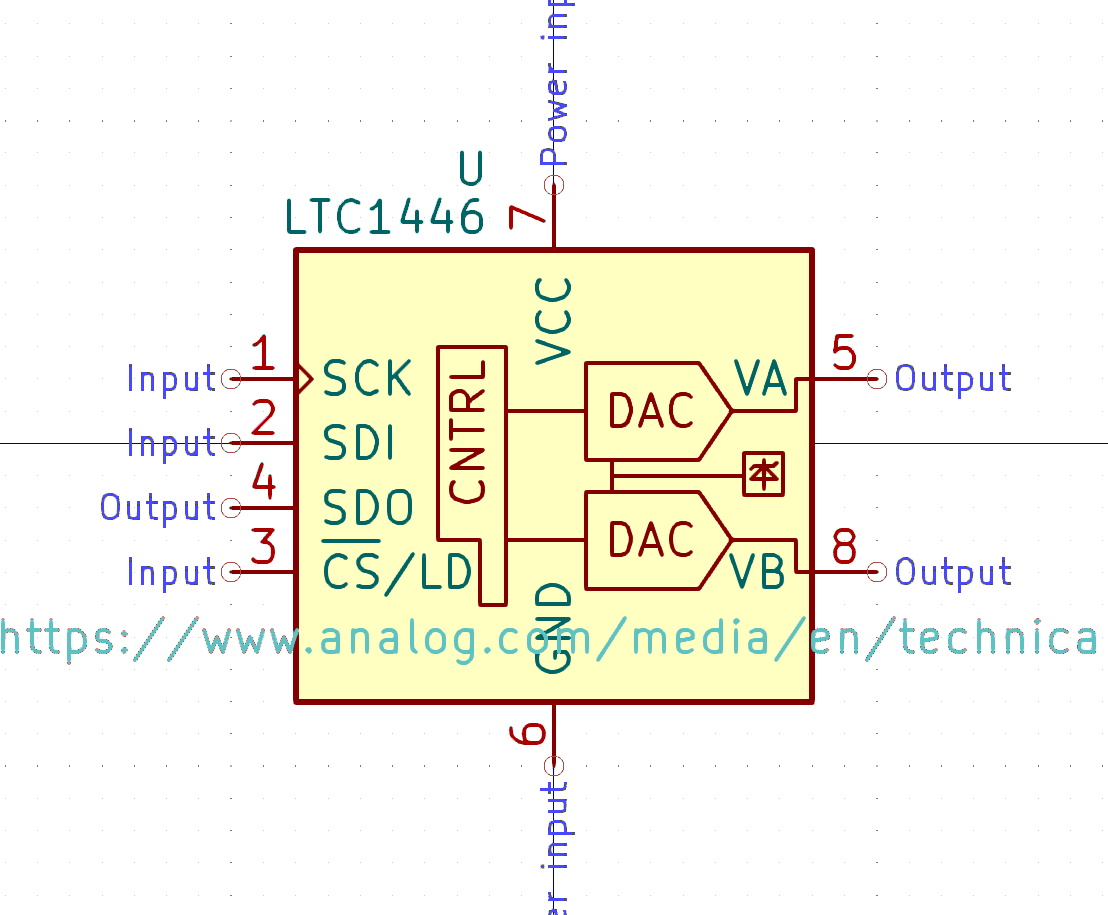 Power inp
U
LTC1446
7
VCC
Input 1 SCK
Input 2 SDI
Output 4 SDO
Input 3 CS/LD
CNTRL
DAC
DAC
VA 5 Output
VB 8 Output
GND
https://www.analog.com/media/en/technica
6
er input